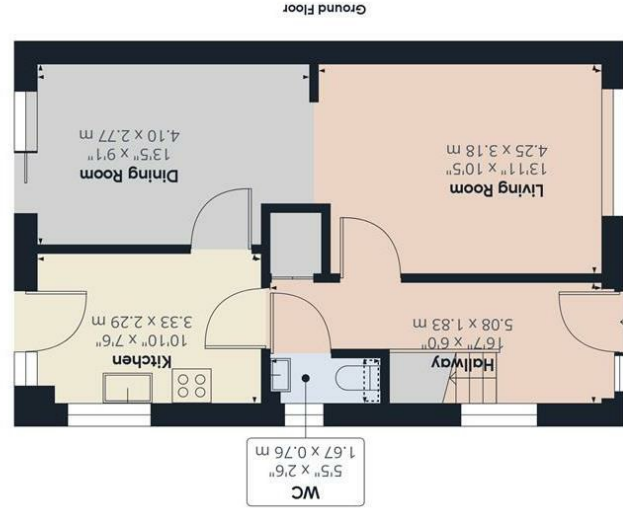 WC
5'5" x 2'6"
1.67 x 0.76 m
Hallway
16'7" x 6'0"
5.08 x 1.83 m
Kitchen
10'10" x 7'6"
3.33 x 2.29 m
Living Room
13'11" x 10'5"
4.25 x 3.18 m
Dining Room
13'5" x 9'1"
4.10 x 2.77 m
Ground Floor